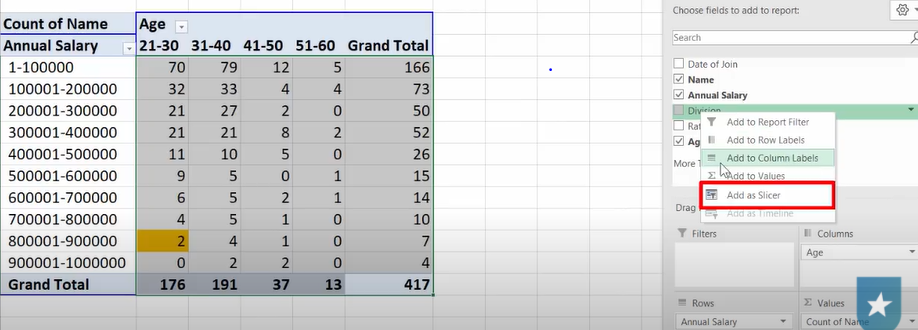 Count of Name Age
Annual Salary 21-30 31-40 41-50 51-60 Grand Total
1-100000 70 79 12 5 166
100001-200000 32 33 4 4 73
200001-300000 21 27 2 0 50
300001-400000 21 21 8 2 52
400001-500000 11 10 5 0 26
500001-600000 9 5 0 1 15
600001-700000 6 5 2 1 14
700001-800000 4 5 1 0 10
800001-900000 2 4 1 0 7
900001-1000000 0 2 2 0 4
Grand Total 176 191 37 13 417
Choose fields to add to report:
Search
Date of Join
Name
Annual Salary
Division
Add to Report Filter
Add to Row Labels
Add to Column Labels
More
Add to Values
Add as Slicer
Drag
Add as Timeline
Filters
Σ Columns
Age
Rows
Σ Values
Annual Salary
Count of Name